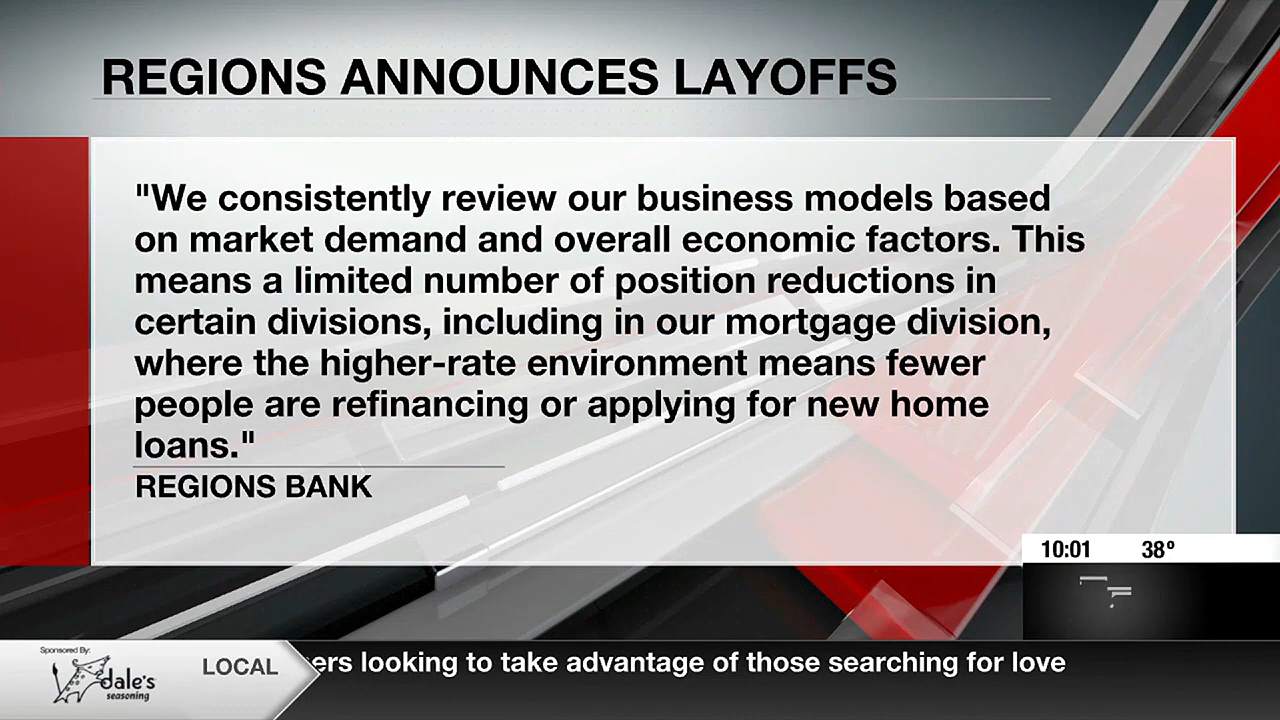 REGIONS ANNOUNCES LAYOFFS
"We consistently review our business models based
on market demand and overall economic factors. This
means a limited number of position reductions in
certain divisions, including in our mortgage division,
where the higher-rate environment means fewer
people are refinancing or applying for new home
loans."
REGIONS BANK
10:01 38°
Sponsored By:
dale's
seasoning
LOCAL
ers looking to take advantage of those searching for love